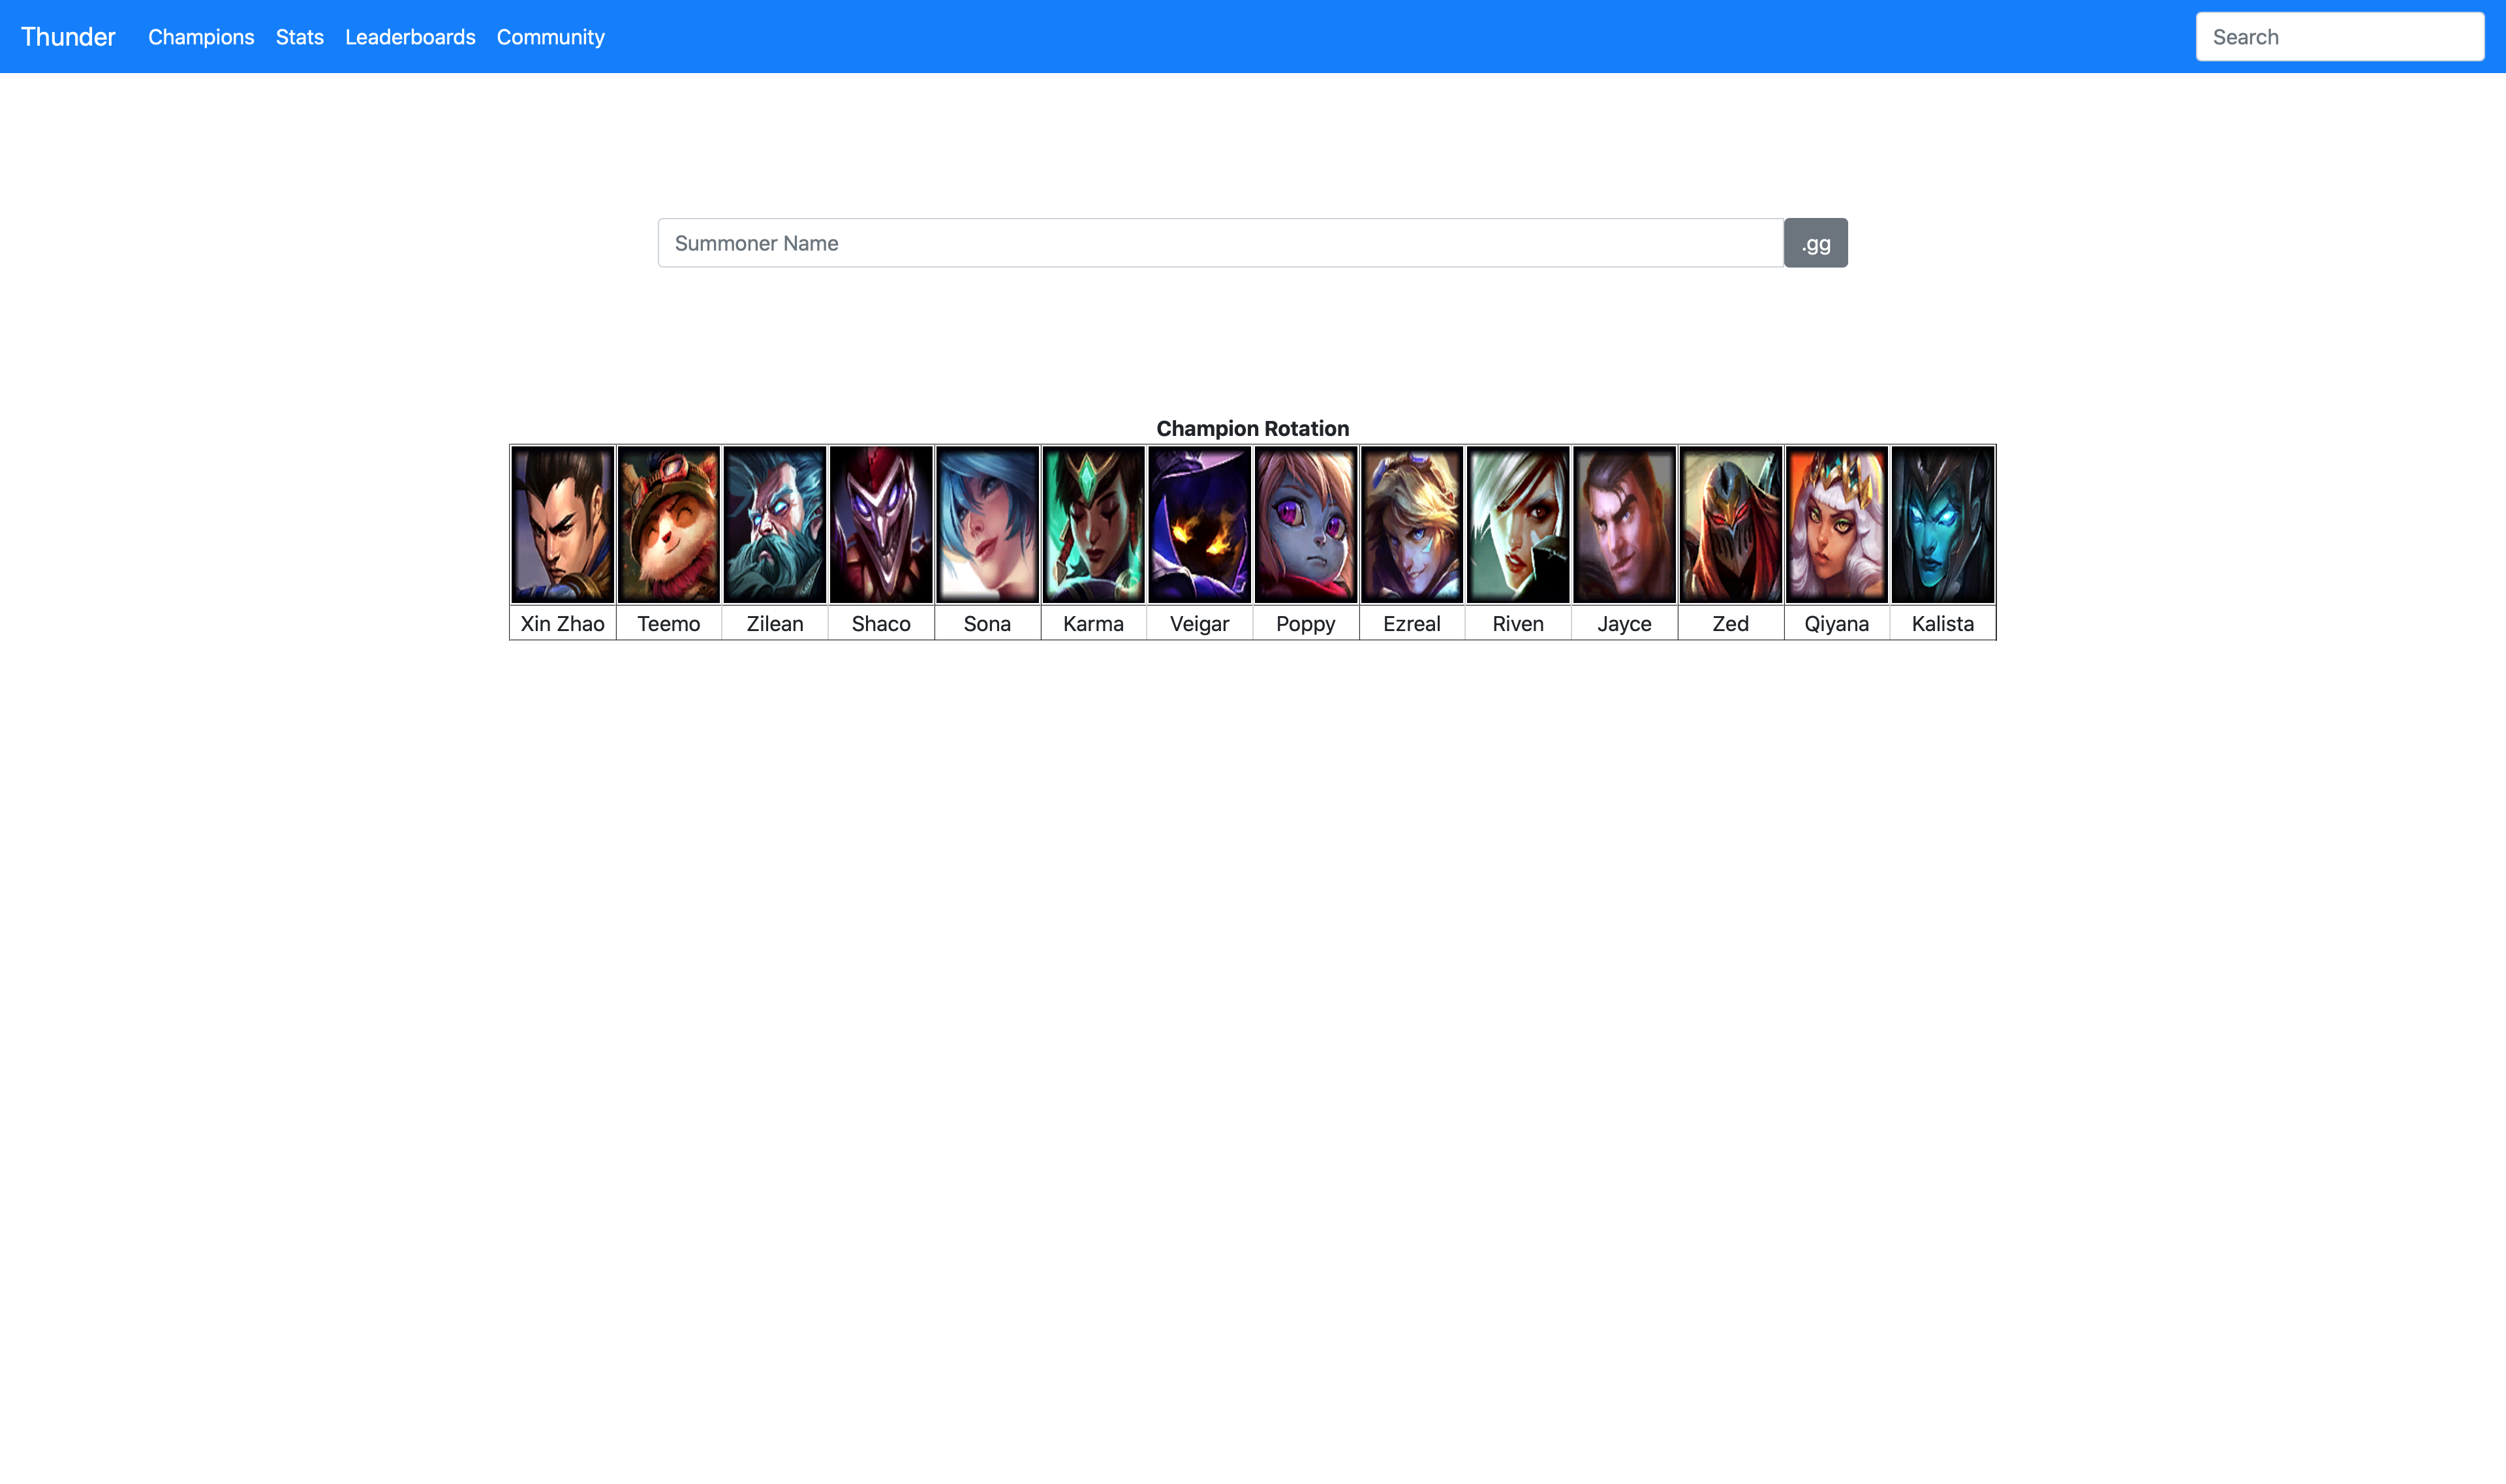 Thunder Champions Stats Leaderboards Community Search
Summoner Name .gg
Champion Rotation
Xin Zhao Teemo Zilean Shaco Sona Karma Veigar Poppy Ezreal Riven Jayce Zed Qiyana Kalista